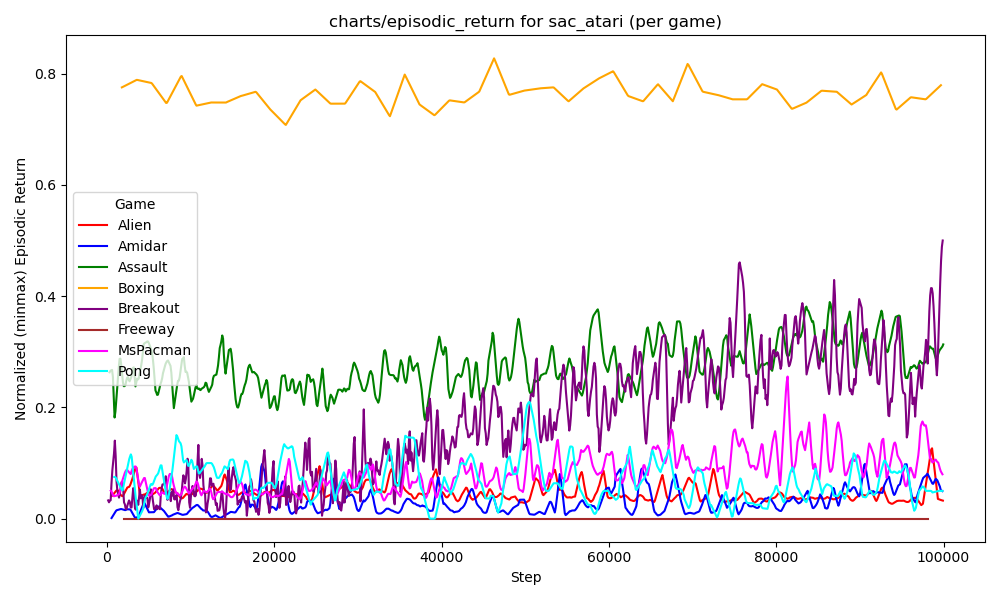 charts/episodic_return for sac_atari (per game)
Normalized (minmax) Episodic Return
0.8
0.6
0.4
0.2
0.0
Game
Alien
Amidar
Assault
Boxing
Breakout
Freeway
MsPacman
Pong
0
20000
40000
60000
80000
100000
Step